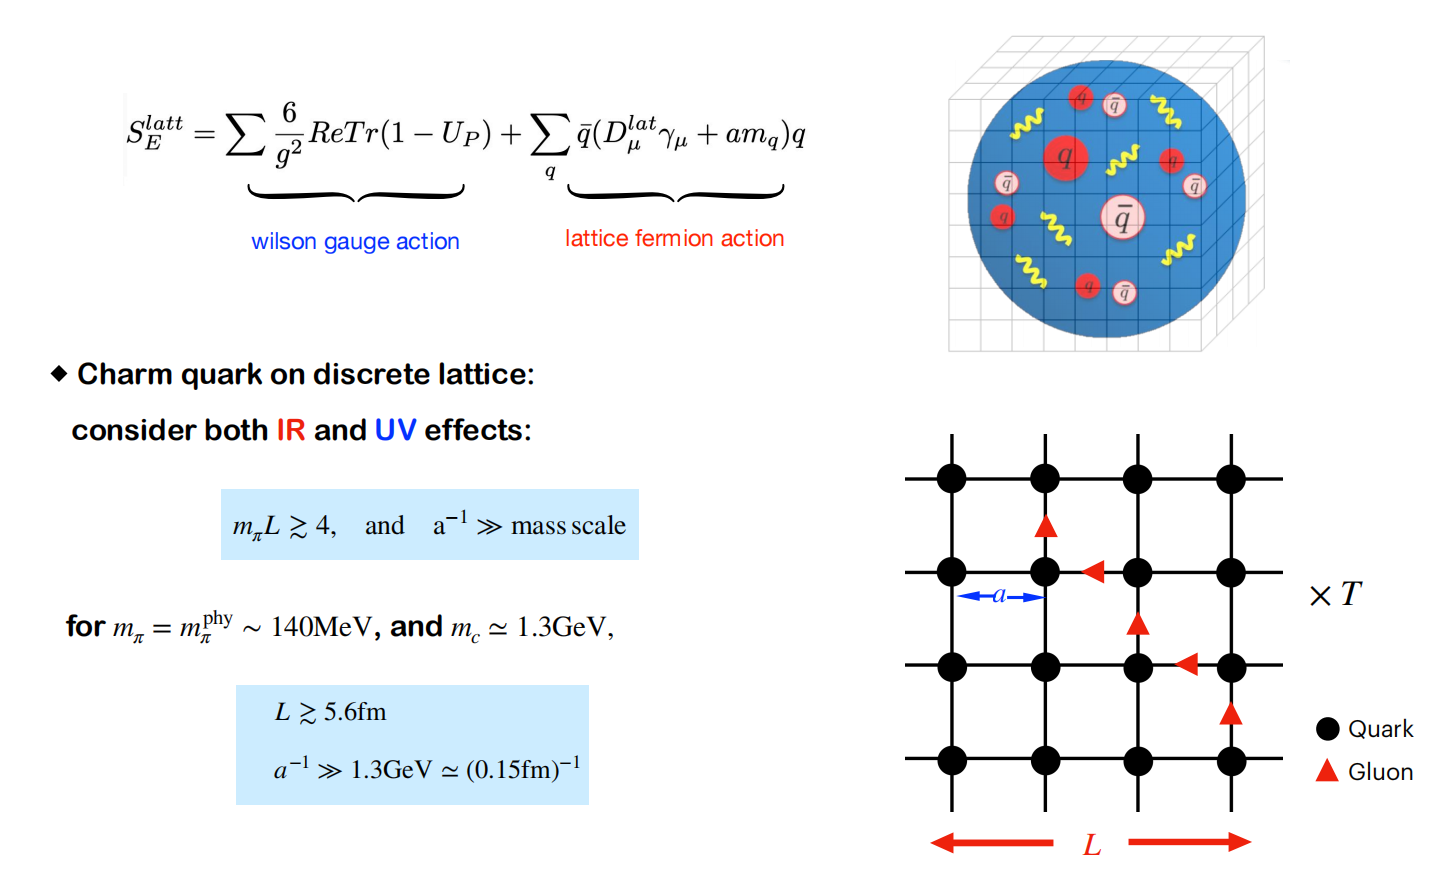 S_E^{latt} = ∑ 6/g² ReTr(1 − U_P) + ∑_q q̄(D_μ^{lat} γ_μ + am_q)q
wilson gauge action
lattice fermion action
q q̄
q q
q̄ q̄
q q̄
q q̄
◆ Charm quark on discrete lattice:
consider both IR and UV effects:
m_π L ≳ 4, and a⁻¹ ≫ mass scale
for m_π = m_π^{phy} ∼ 140MeV, and m_c ≃ 1.3GeV,
L ≳ 5.6fm
a⁻¹ ≫ 1.3GeV ≃ (0.15fm)⁻¹
a
× T
Quark
Gluon
L